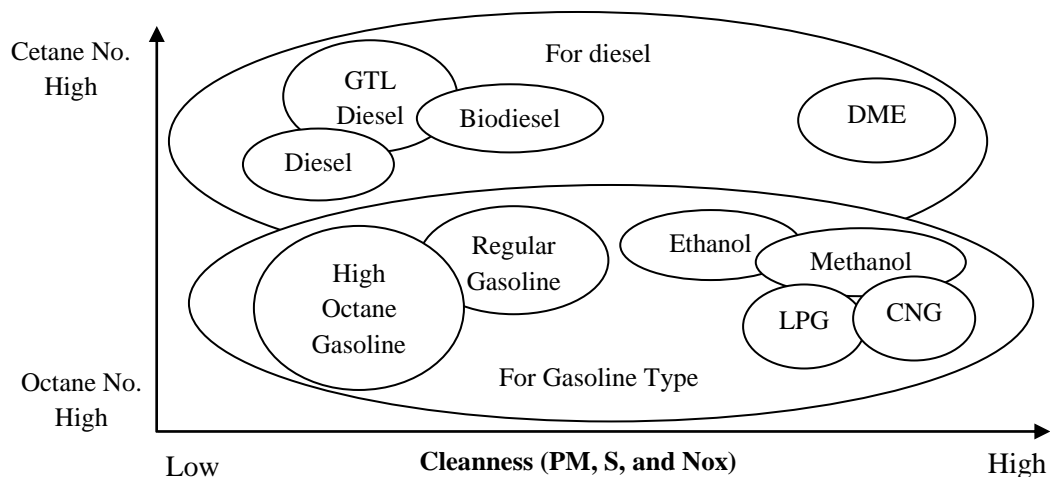 Cetane No.
High
For diesel
GTL
Diesel
Biodiesel
DME
Diesel
Ethanol
Regular
Gasoline
Methanol
High
Octane
Gasoline
LPG
CNG
For Gasoline Type
Octane No.
High
Low
Cleanness (PM, S, and Nox)
High